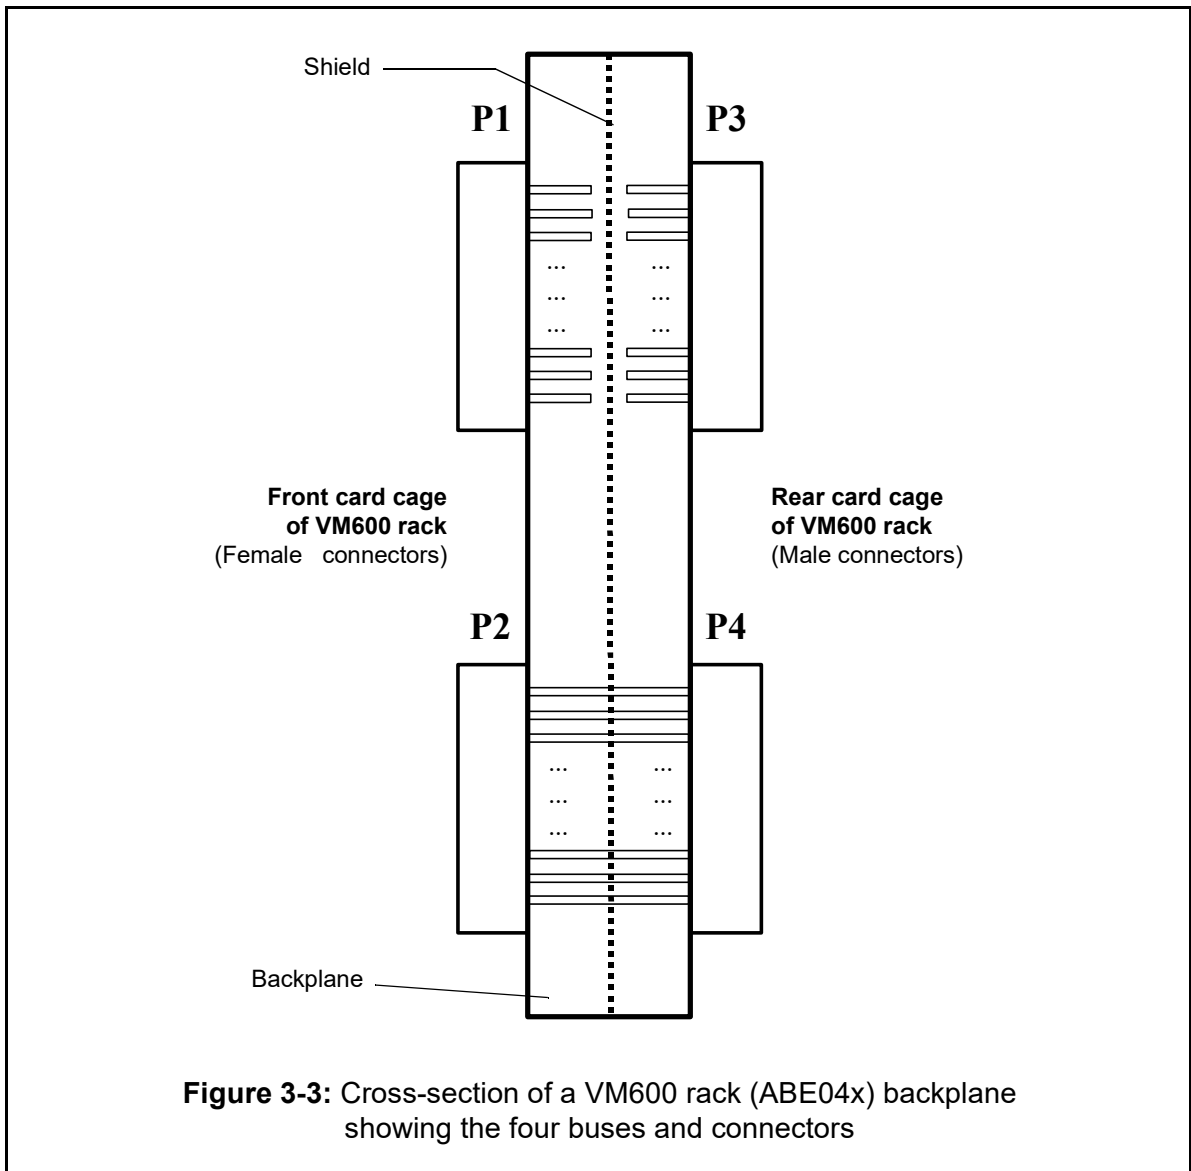 Shield
P1
P3
... ...
... ...
... ...
Front card cage
of VM600 rack
(Female connectors)
Rear card cage
of VM600 rack
(Male connectors)
P2
P4
... ...
... ...
... ...
Backplane
Figure 3-3: Cross-section of a VM600 rack (ABE04x) backplane
showing the four buses and connectors